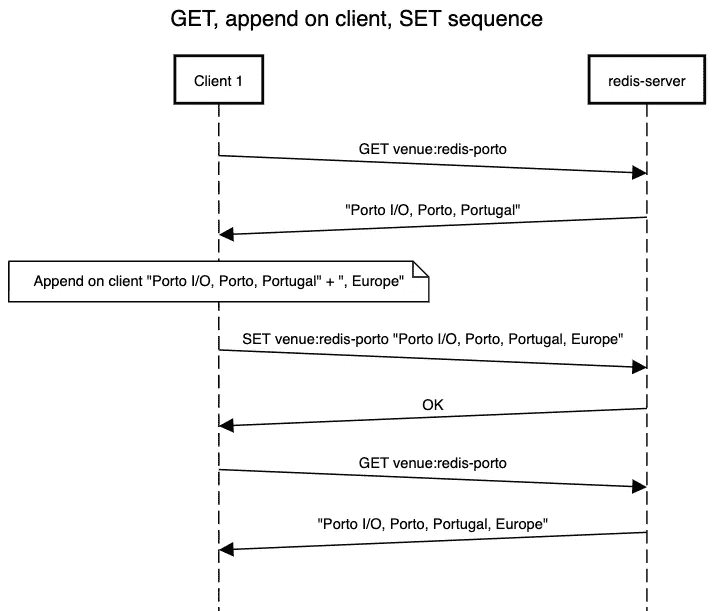 GET, append on client, SET sequence
Client 1
redis-server
GET venue:redis-porto
"Porto I/O, Porto, Portugal"
Append on client "Porto I/O, Porto, Portugal" + ", Europe"
SET venue:redis-porto "Porto I/O, Porto, Portugal, Europe"
OK
GET venue:redis-porto
"Porto I/O, Porto, Portugal, Europe"